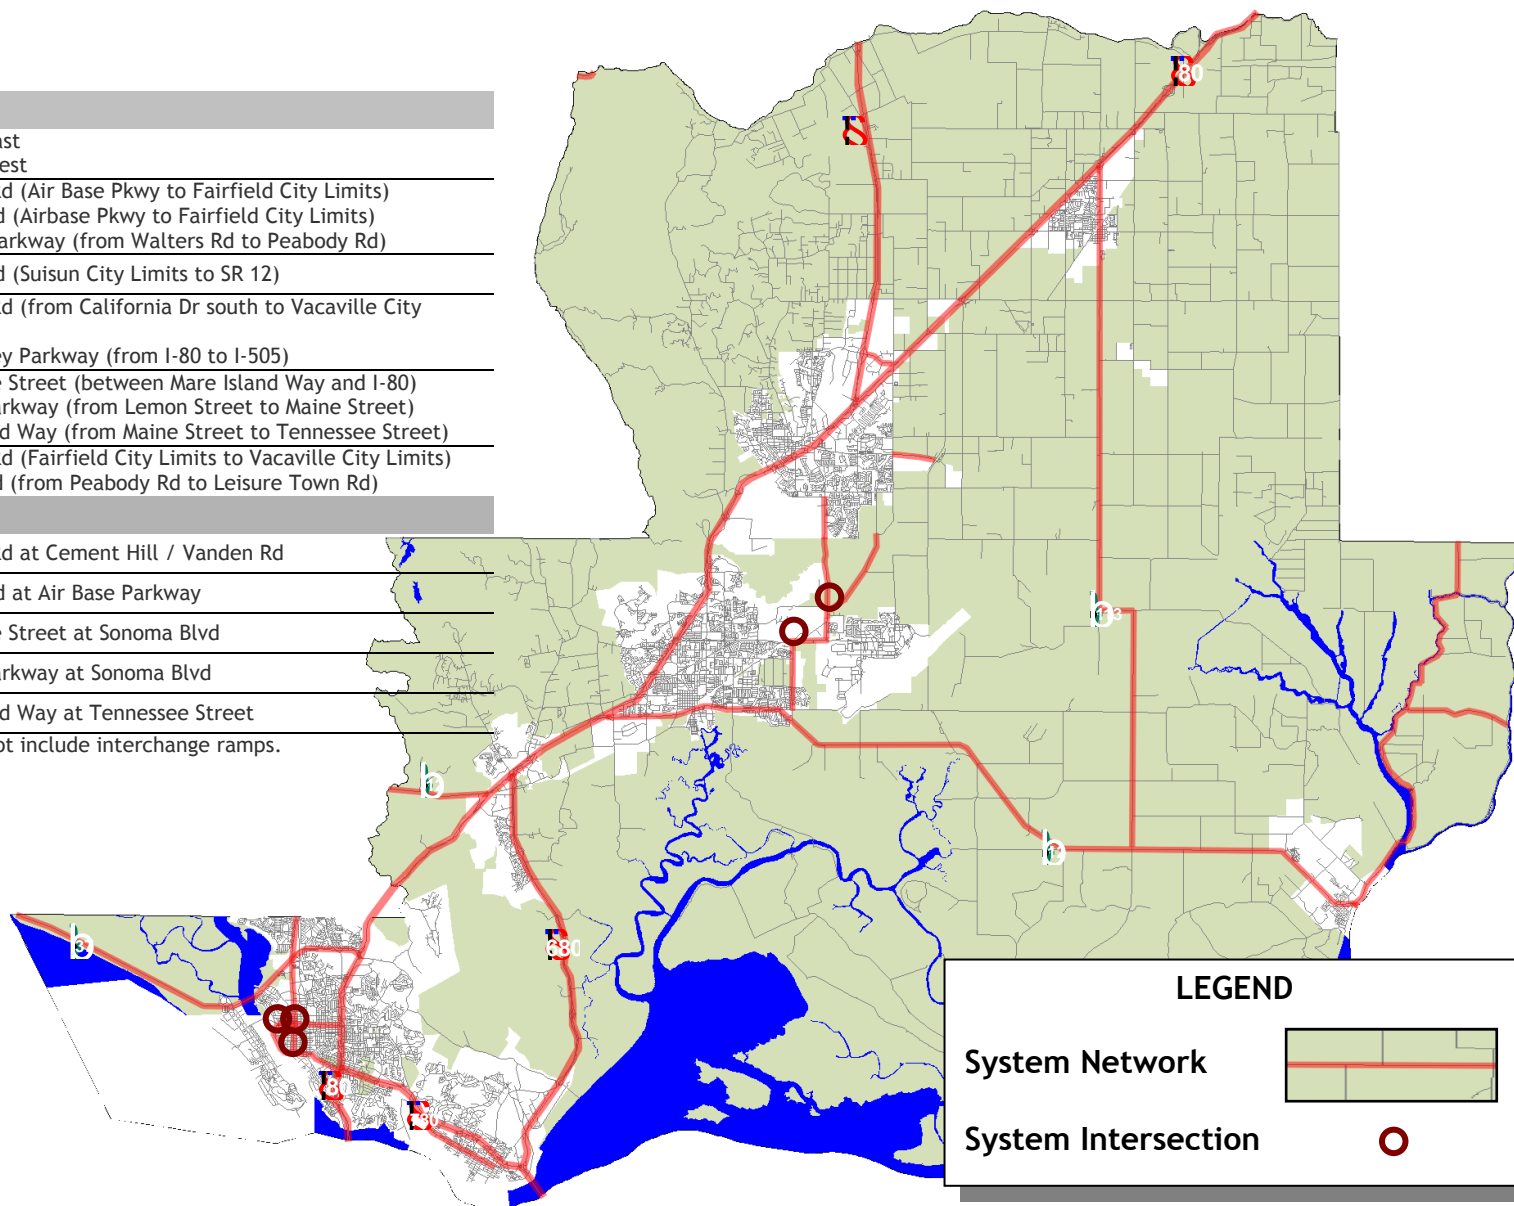 ast
est
d (Air Base Pkwy to Fairfield City Limits)
d (Airbase Pkwy to Fairfield City Limits)
arkway (from Walters Rd to Peabody Rd)
d (Suisun City Limits to SR 12)
d (from California Dr south to Vacaville City
ey Parkway (from I-80 to I-505)
e Street (between Mare Island Way and I-80)
arkway (from Lemon Street to Maine Street)
d Way (from Maine Street to Tennessee Street)
d (Fairfield City Limits to Vacaville City Limits)
d (from Peabody Rd to Leisure Town Rd)
d at Cement Hill / Vanden Rd
d at Air Base Parkway
e Street at Sonoma Blvd
arkway at Sonoma Blvd
d Way at Tennessee Street
ot include interchange ramps.
80
12
12
680
80
LEGEND
System Network
System Intersection